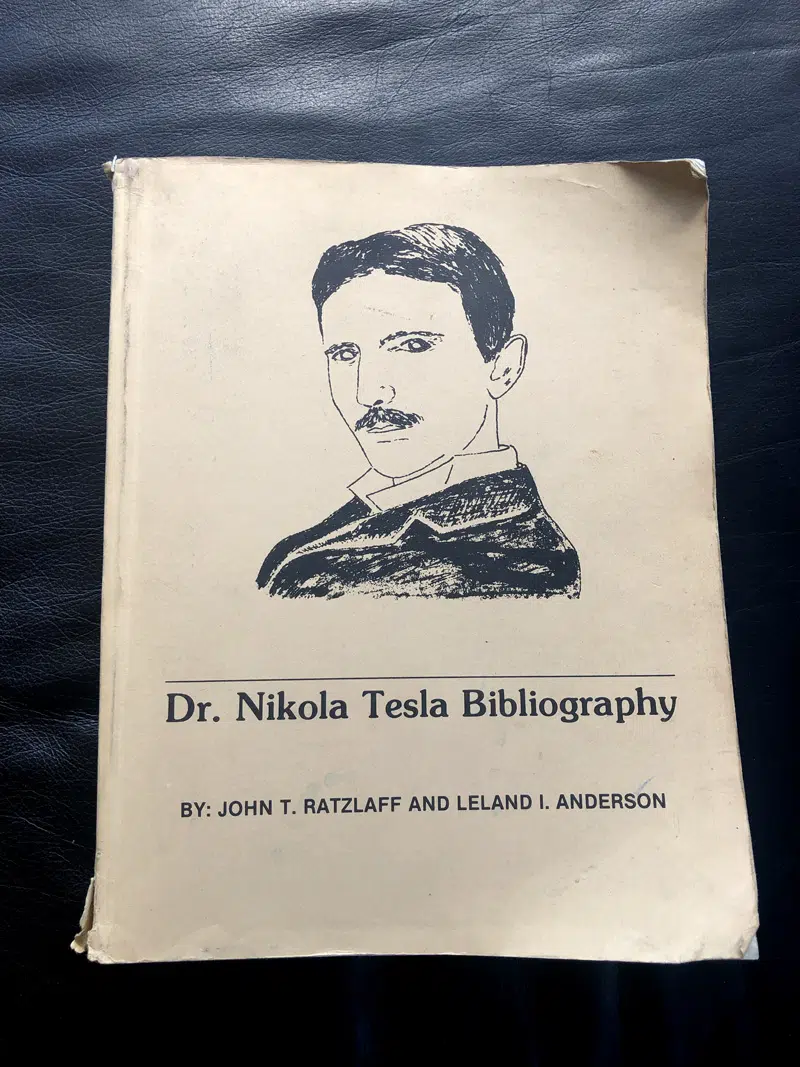 Dr. Nikola Tesla Bibliography
BY: JOHN T. RATZLAFF AND LELAND I. ANDERSON